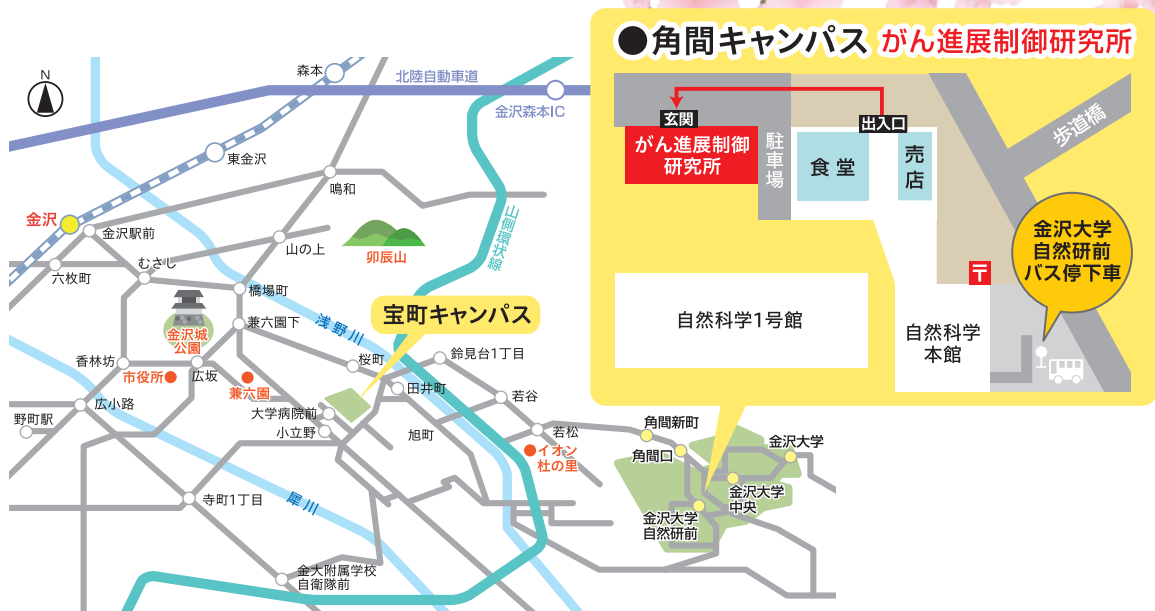 ●角間キャンパス がん進展制御研究所
玄関
がん進展制御
研究所
駐車場
出入口
食堂
売店
歩道橋
金沢大学
自然研前
バス停下車
〒
自然科学1号館
自然科学
本館
N
森本
北陸自動車道
金沢森本IC
東金沢
鳴和
金沢
金沢駅前
山の上
卯辰山
山側環状線
六枚町
むさし
橋場町
浅野川
宝町キャンパス
兼六園下
金沢城
公園
香林坊
広坂
桜町
鈴見台1丁目
市役所
兼六園
田井町
若谷
広小路
野町駅
大学病院前
小立野
旭町
若松
イオン
杜の里
角間新町
角間口
金沢大学
金沢大学
中央
金沢大学
自然研前
寺町1丁目
犀川
金大附属学校
自衛隊前